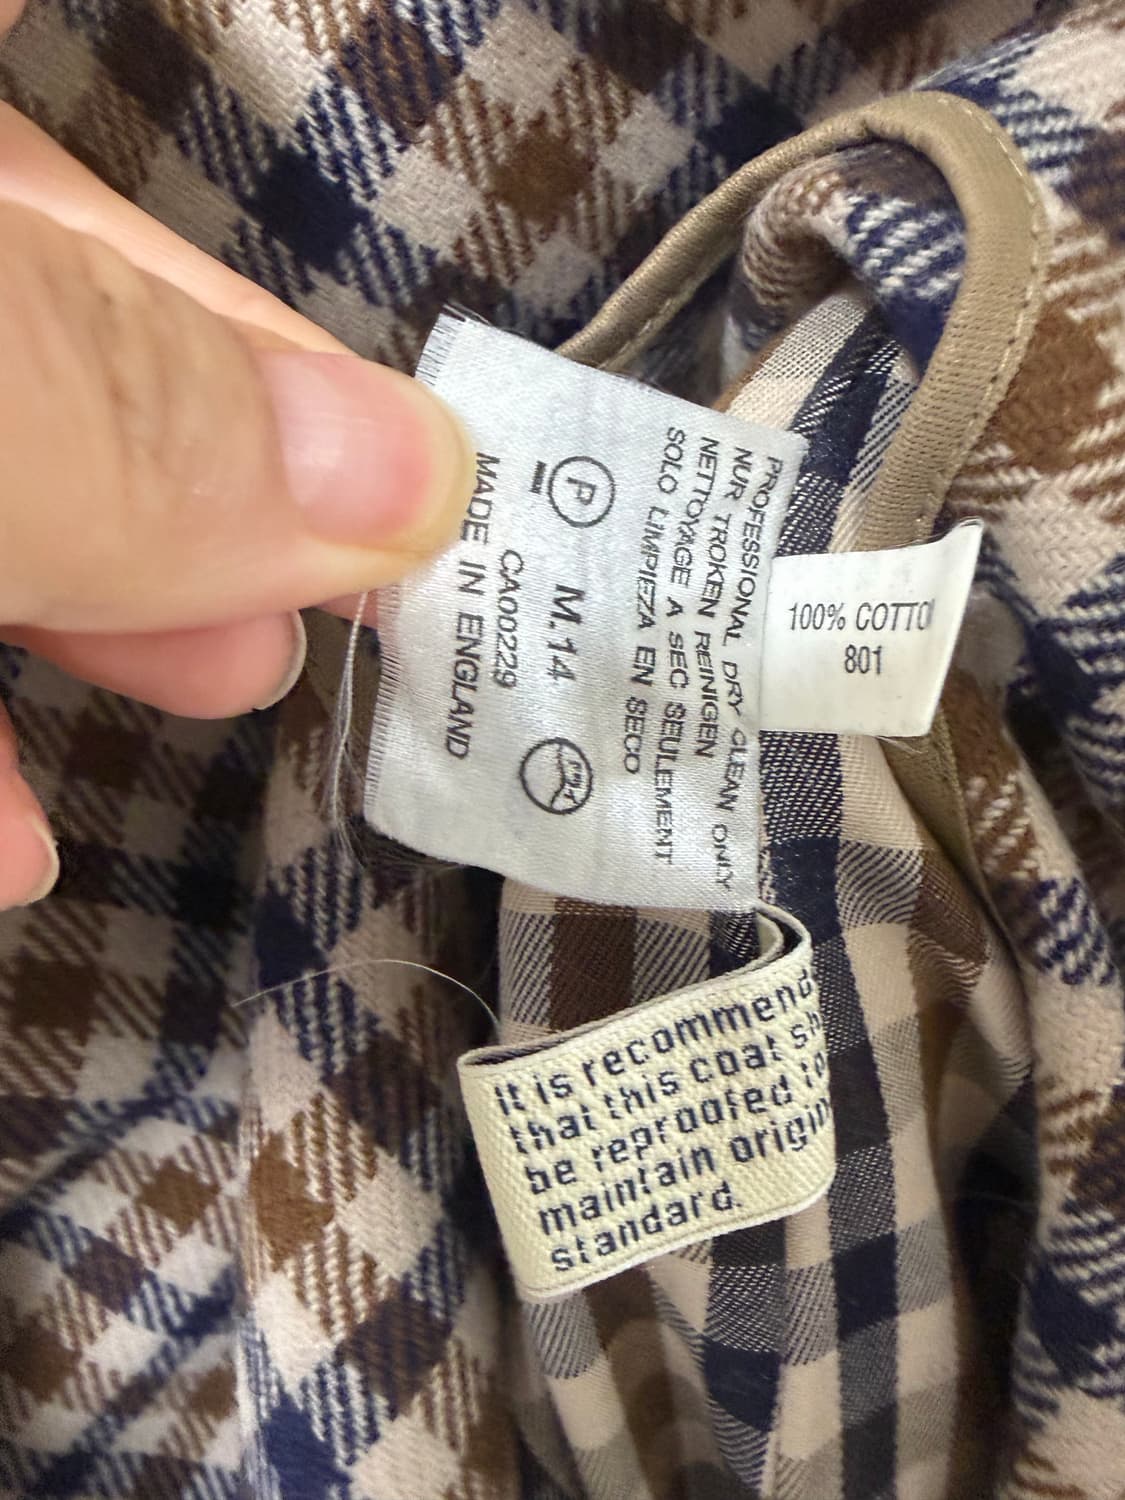 PROFESSIONAL DRY CLEAN ONLY
NUR TROKEN REINIGEN
NETTOYAGE A SEC SEULEMENT
SOLO LIMPIEZA EN SECO
P M.14
CA00229
MADE IN ENGLAND
100% COTTO
801
It is recommend
that this coat sh
be reproofed to
maintain origin
standard.